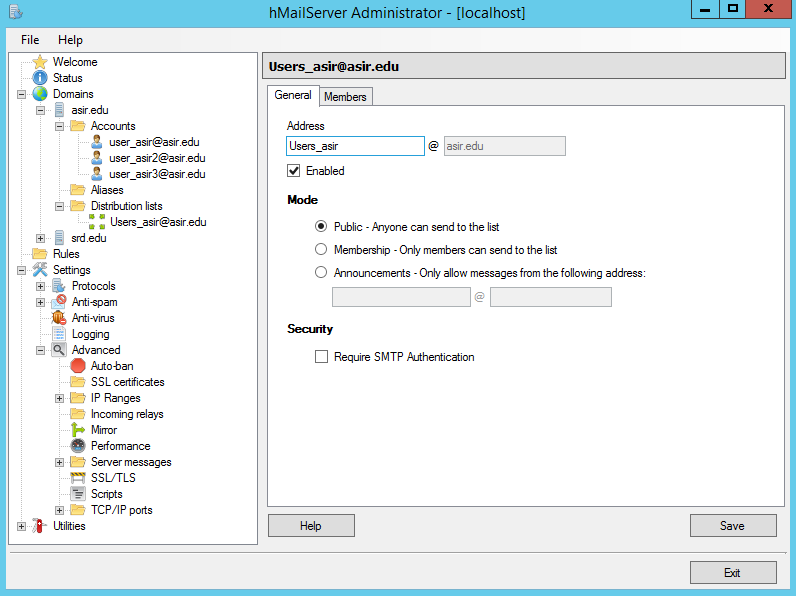 hMailServer Administrator - [localhost]
File Help
Welcome
Status
Domains
asir.edu
Accounts
user_asir@asir.edu
user_asir2@asir.edu
user_asir3@asir.edu
Aliases
Distribution lists
Users_asir@asir.edu
srd.edu
Rules
Settings
Protocols
Anti-spam
Anti-virus
Logging
Advanced
Auto-ban
SSL certificates
IP Ranges
Incoming relays
Mirror
Performance
Server messages
SSL/TLS
Scripts
TCP/IP ports
Utilities
Users_asir@asir.edu
General Members
Address
Users_asir @ asir.edu
Enabled
Mode
Public - Anyone can send to the list
Membership - Only members can send to the list
Announcements - Only allow messages from the following address:
@
Security
Require SMTP Authentication
Help Save
Exit